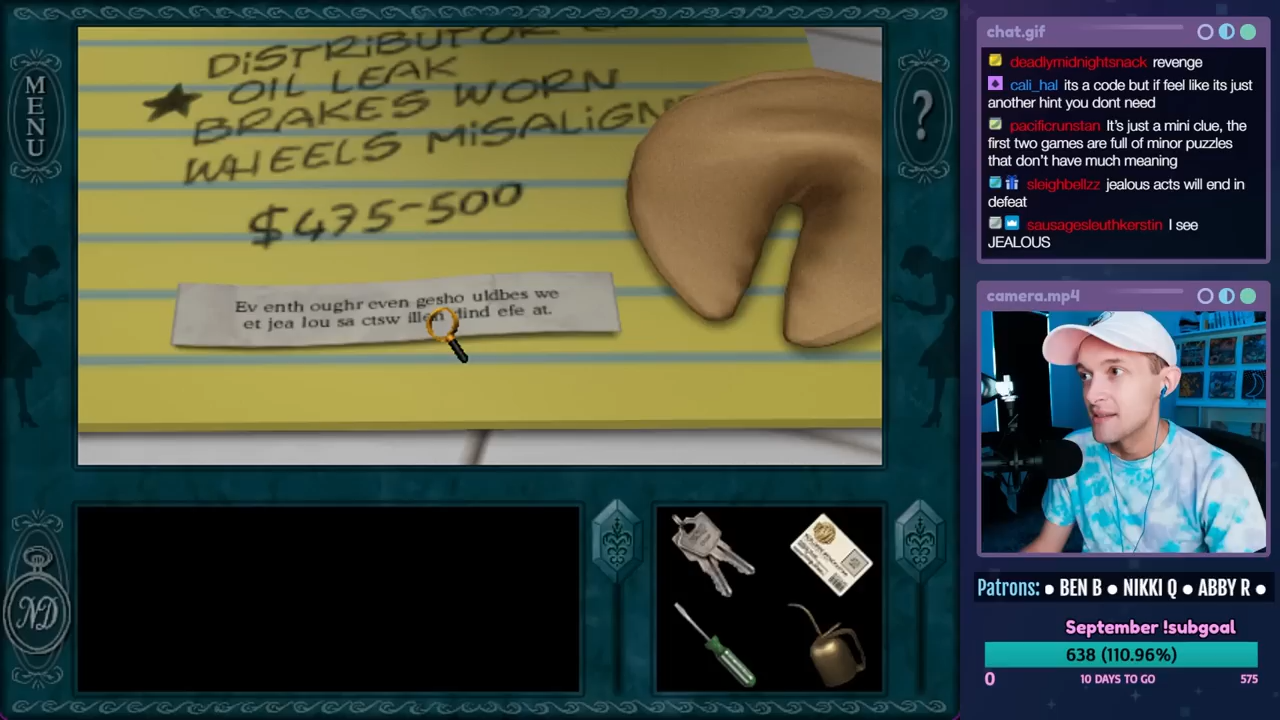 MENU
?
DiSTRiBUTOR
OIL LEAK
BRAKES WORN
WHEELS MiSALiGN
$475-500
Ev enth oughr even gesho uldbes we
et jea lou sa ctsw illen dind efe at.
ND
chat.gif
deadlymidnightsnack revenge
cali_hal its a code but if feel like its just
another hint you dont need
pacificrunstan It's just a mini clue, the
first two games are full of minor puzzles
that don't have much meaning
sleighbellzz jealous acts will end in
defeat
sausagesleuthkerstin I see
JEALOUS
camera.mp4
Patrons: ● BEN B ● NIKKI Q ● ABBY R ●
September !subgoal
638 (110.96%)
0 10 DAYS TO GO 575